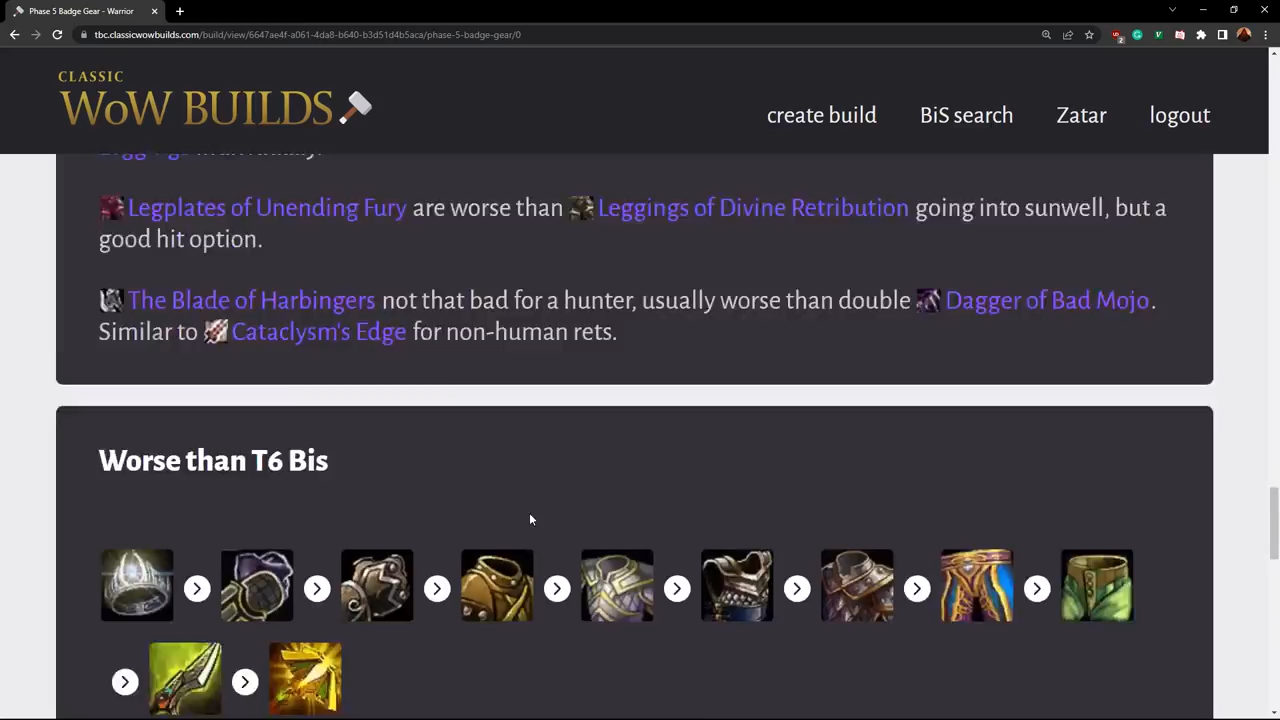 Phase 5 Badge Gear - Warrior
tbc.classicwowbuilds.com/build/view/6647ae4f-a061-4da8-b640-b3d51d4b5aca/phase-5-badge-gear/0
CLASSIC
WoW BUILDS
create build
BiS search
Zatar
logout
Legplates of Unending Fury are worse than Leggings of Divine Retribution going into sunwell, but a
good hit option.
The Blade of Harbingers not that bad for a hunter, usually worse than double Dagger of Bad Mojo.
Similar to Cataclysm's Edge for non-human rets.
Worse than T6 Bis